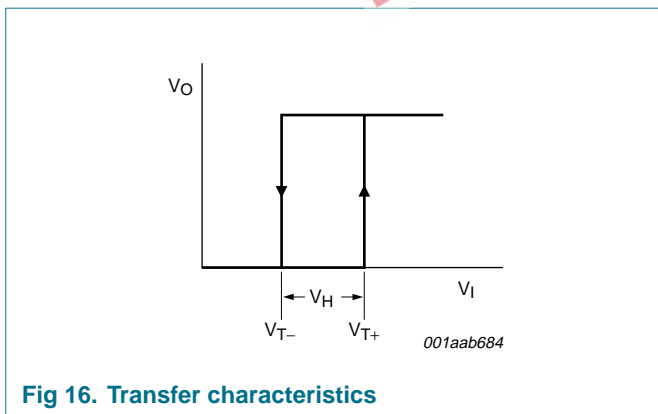 VO
VH
VI
VT−
VT+
001aab684
Fig 16. Transfer characteristics